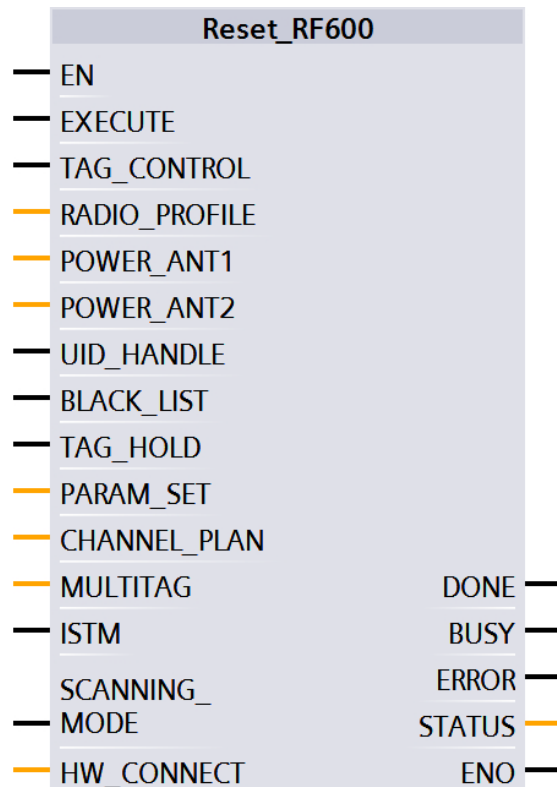 Reset_RF600
EN
EXECUTE
TAG_CONTROL
RADIO_PROFILE
POWER_ANT1
POWER_ANT2
UID_HANDLE
BLACK_LIST
TAG_HOLD
PARAM_SET
CHANNEL_PLAN
MULTITAG DONE
ISTM BUSY
ERROR
SCANNING_
MODE STATUS
HW_CONNECT ENO